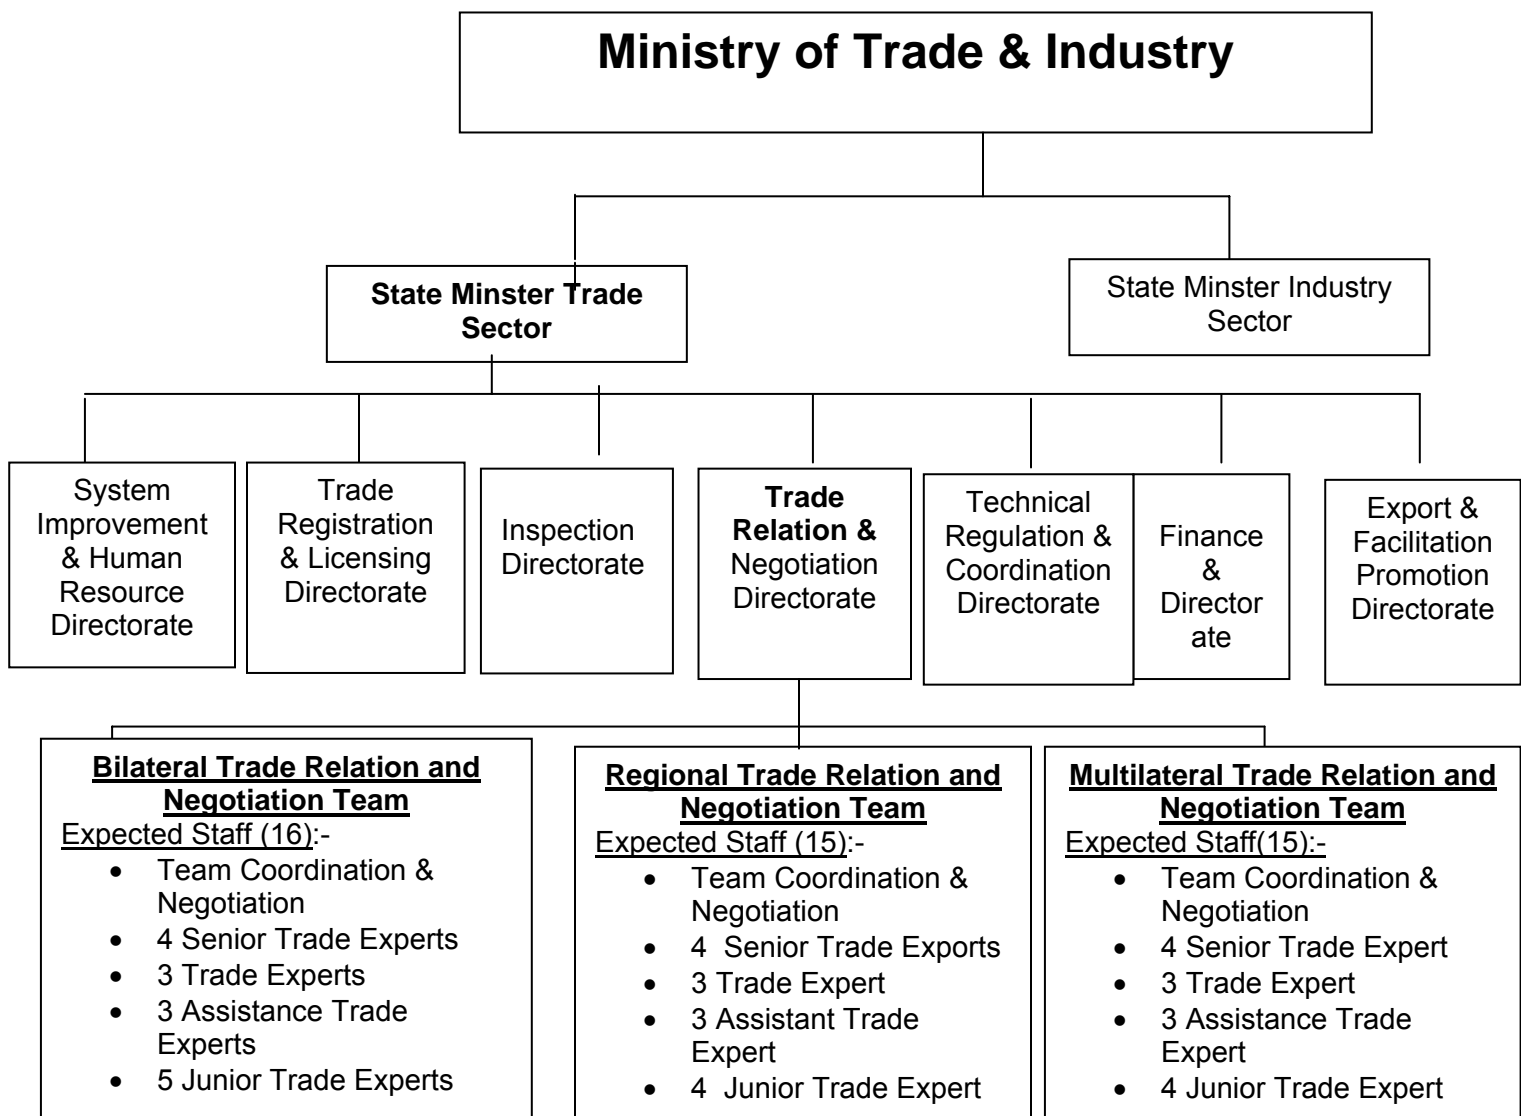 Ministry of Trade & Industry
State Minster Trade
Sector
State Minster Industry
Sector
System
Improvement
& Human
Resource
Directorate
Trade
Registration
& Licensing
Directorate
Inspection
Directorate
Trade
Relation &
Negotiation
Directorate
Technical
Regulation &
Coordination
Directorate
Finance
&
Director
ate
Export &
Facilitation
Promotion
Directorate
Bilateral Trade Relation and
Negotiation Team
Expected Staff (16):-
• Team Coordination &
Negotiation
• 4 Senior Trade Experts
• 3 Trade Experts
• 3 Assistance Trade
Experts
• 5 Junior Trade Experts
Regional Trade Relation and
Negotiation Team
Expected Staff (15):-
• Team Coordination &
Negotiation
• 4 Senior Trade Exports
• 3 Trade Expert
• 3 Assistant Trade
Expert
• 4 Junior Trade Expert
Multilateral Trade Relation and
Negotiation Team
Expected Staff(15):-
• Team Coordination &
Negotiation
• 4 Senior Trade Expert
• 3 Trade Expert
• 3 Assistance Trade
Expert
• 4 Junior Trade Expert